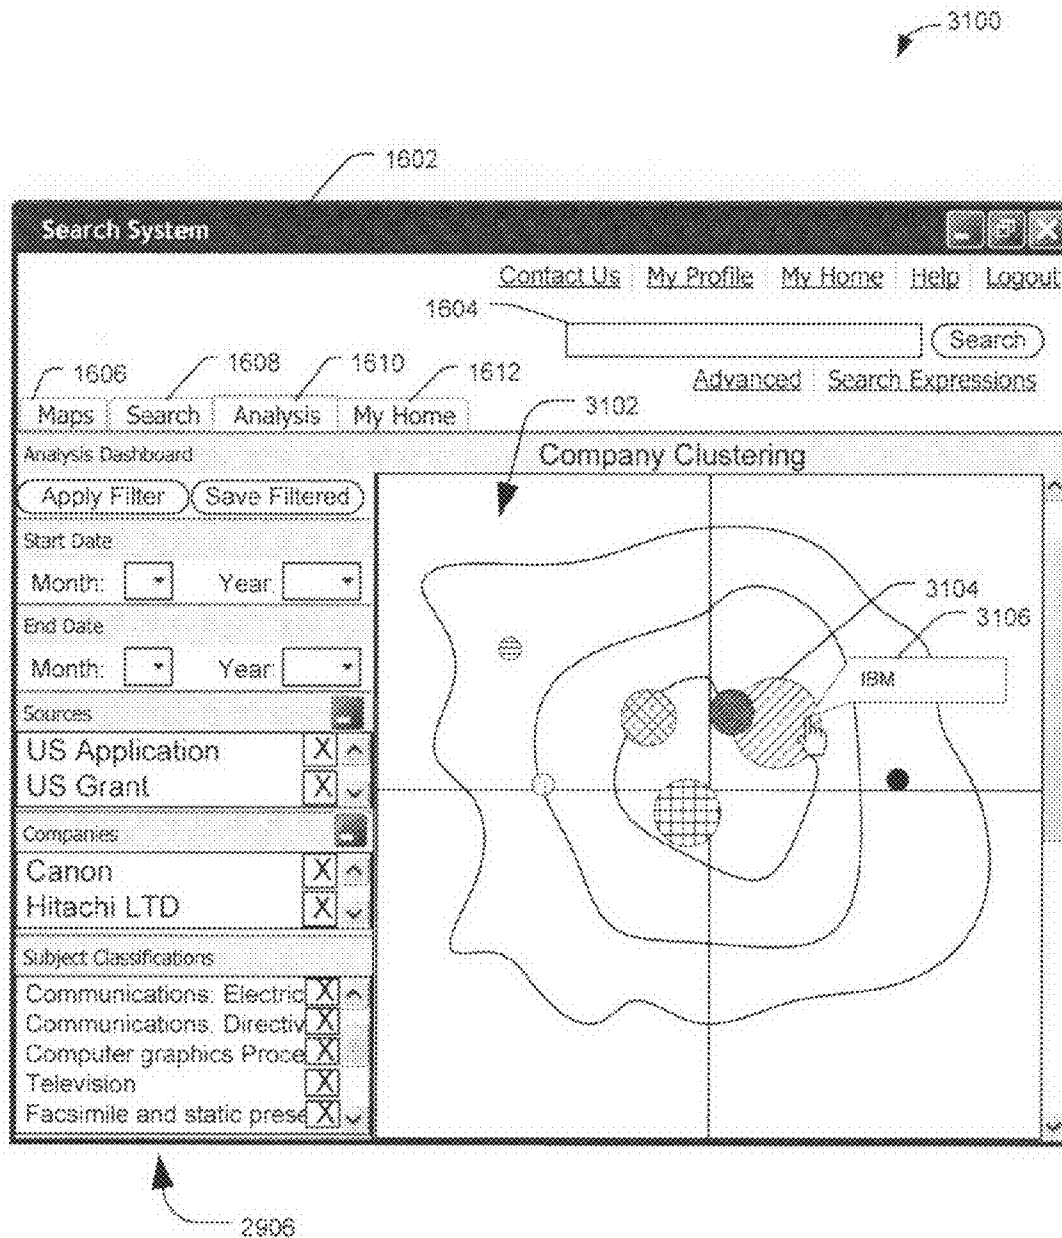 3100
1602
Search System
Contact Us My Profile My Home Help Logout
1604
Search
1606 1608 1610 1612
Advanced Search Expressions
Maps Search Analysis My Home
3102
Analysis Dashboard
Company Clustering
Apply Filter Save Filtered
Start Date
Month: Year:
3104
3106
End Date
Month: Year:
IBM
Sources
US Application X
US Grant X
Companies
Canon X
Hitachi LTD X
Subject Classifications
Communications: Electric X
Communications: Directiv X
Computer graphics Proce X
Television X
Facsimile and static prese X
2906